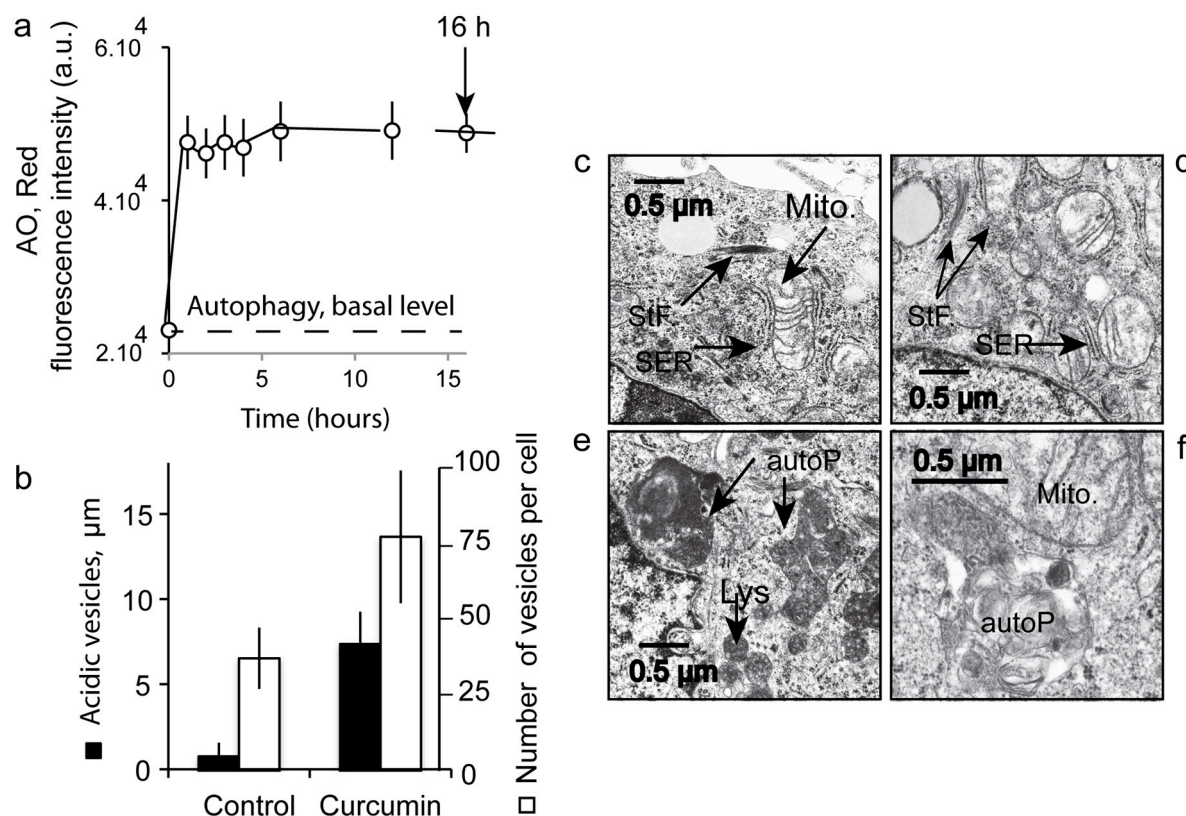 a
16 h
6.10 4
4.10 4
2.10 4
AO, Red
fluorescence intensity (a.u.)
Autophagy, basal level
0 5 10 15
Time (hours)
b
15
10
5
0
100
75
50
25
0
■ Acidic vesicles, µm
□ Number of vesicles per cell
Control Curcumin
c
0.5 µm
Mito.
StF.
SER
d
StF.
SER
0.5 µm
e
autoP
Lys
0.5 µm
f
0.5 µm
Mito.
autoP